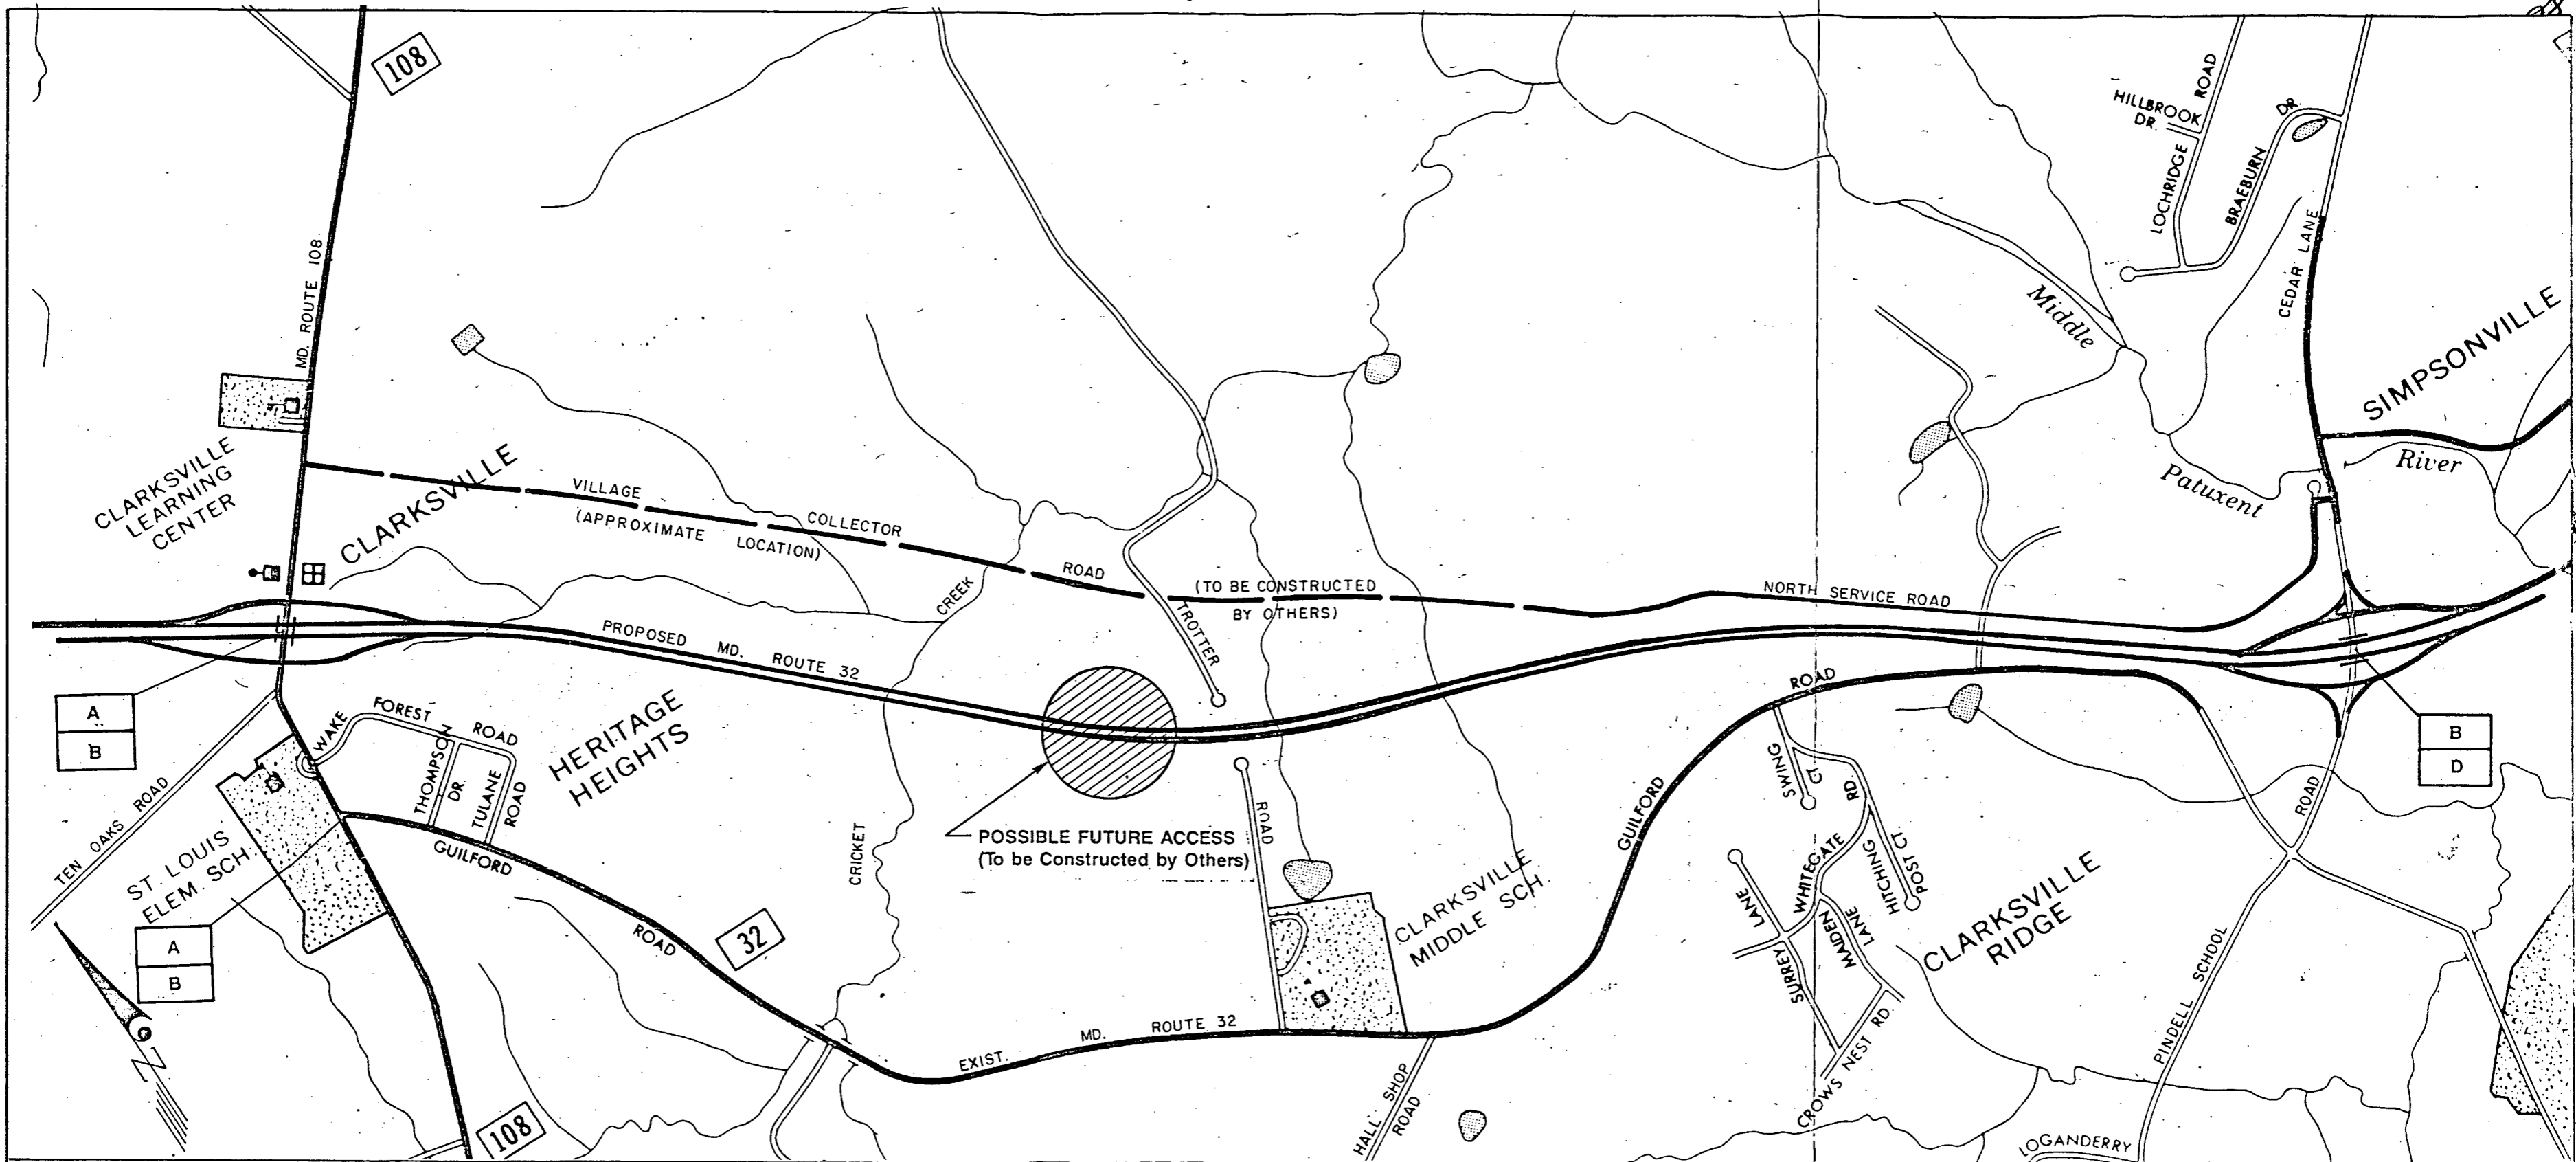 28
108
HILLBROOK
DR.
ROAD
DR.
LOCHRIDGE
BRAEBURN
MD. ROUTE 108
CEDAR LANE
Middle
SIMPSONVILLE
CLARKSVILLE
LEARNING
CENTER
CLARKSVILLE
VILLAGE
COLLECTOR
ROAD
(APPROXIMATE LOCATION)
(TO BE CONSTRUCTED
BY OTHERS)
River
Patuxent
CREEK
TROTTER
NORTH SERVICE ROAD
PROPOSED MD. ROUTE 32
A
B
WAKE
FOREST
ROAD
THOMPSON
DR.
TULANE
ROAD
HERITAGE
HEIGHTS
ROAD
SWING
CT
RD
B
D
TEN OAKS ROAD
ST. LOUIS
ELEM. SCH
GUILFORD
ROAD
CRICKET
POSSIBLE FUTURE ACCESS
(To be Constructed by Others)
ROAD
GUILFORD
CLARKSVILLE
MIDDLE SCH.
LANE
SURREY
WHITEGATE
MAIDEN
LANE
HITCHING
POST CT.
CLARKSVILLE
RIDGE
ROAD
PINDELL SCHOOL
A
B
32
N
EXIST. MD. ROUTE 32
CROWS NEST RD.
HALL SHOP
ROAD
108
LOGANDERRY